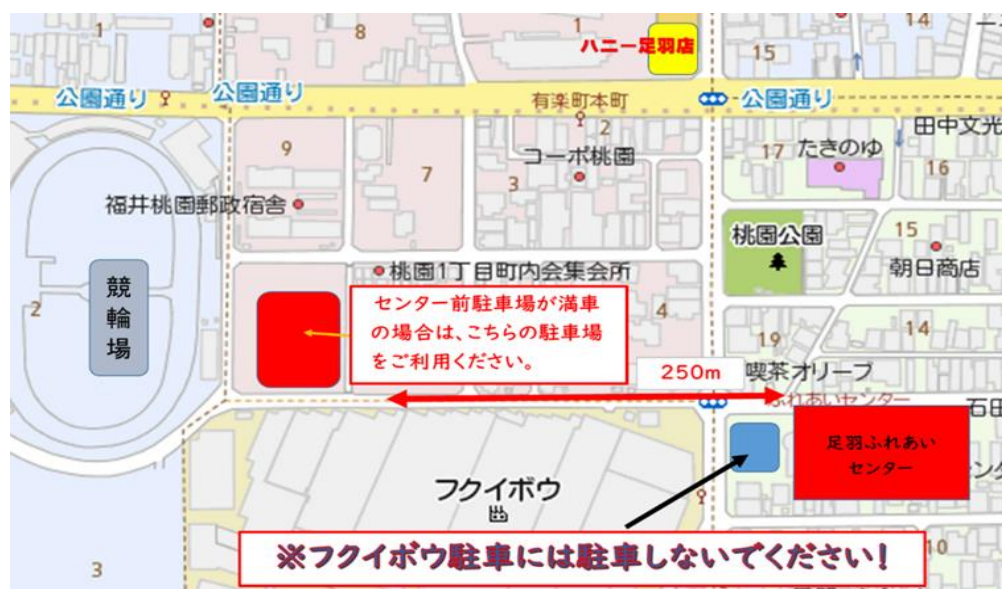 1
8
1
ハニー足羽店
15
14
公園通り
公園通り
有楽町本町
公園通り
田中文光
9
7
2
3
コーポ桃園
17
たきのゆ
16
福井桃園郵政宿舎
桃園公園
15
朝日商店
桃園1丁目町内会集会所
2
競
輪
場
センター前駐車場が満車
の場合は、こちらの駐車場
をご利用ください。
4
19
14
250m
喫茶オリーブ
ふれあいセンター
石田
足羽ふれあい
センター
フクイボウ
※フクイボウ駐車には駐車しないでください!
10
3